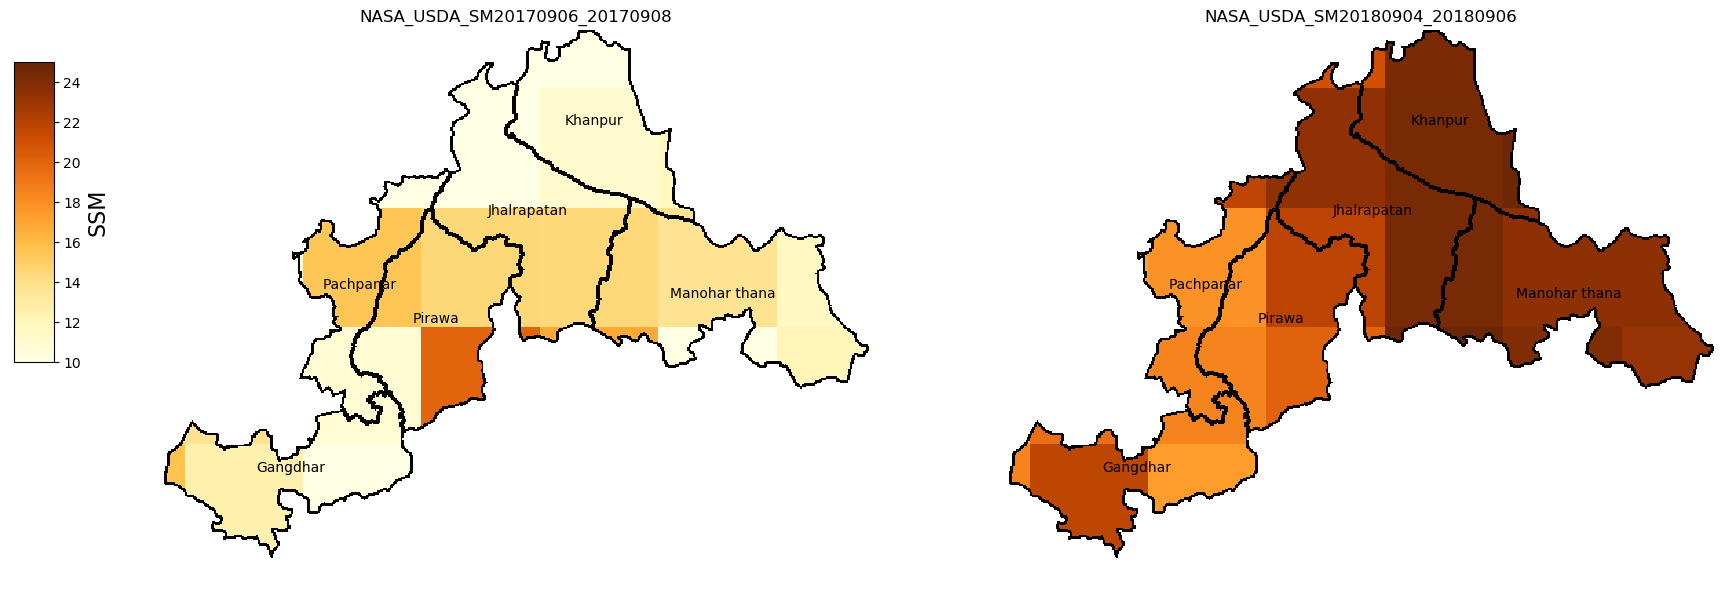 NASA_USDA_SM20170906_20170908
NASA_USDA_SM20180904_20180906
24
22
20
18
16
14
12
10
SSM
Khanpur
Jhalrapatan
Pachpahar
Manohar thana
Pirawa
Gangdhar
Khanpur
Jhalrapatan
Pachpahar
Manohar thana
Pirawa
Gangdhar